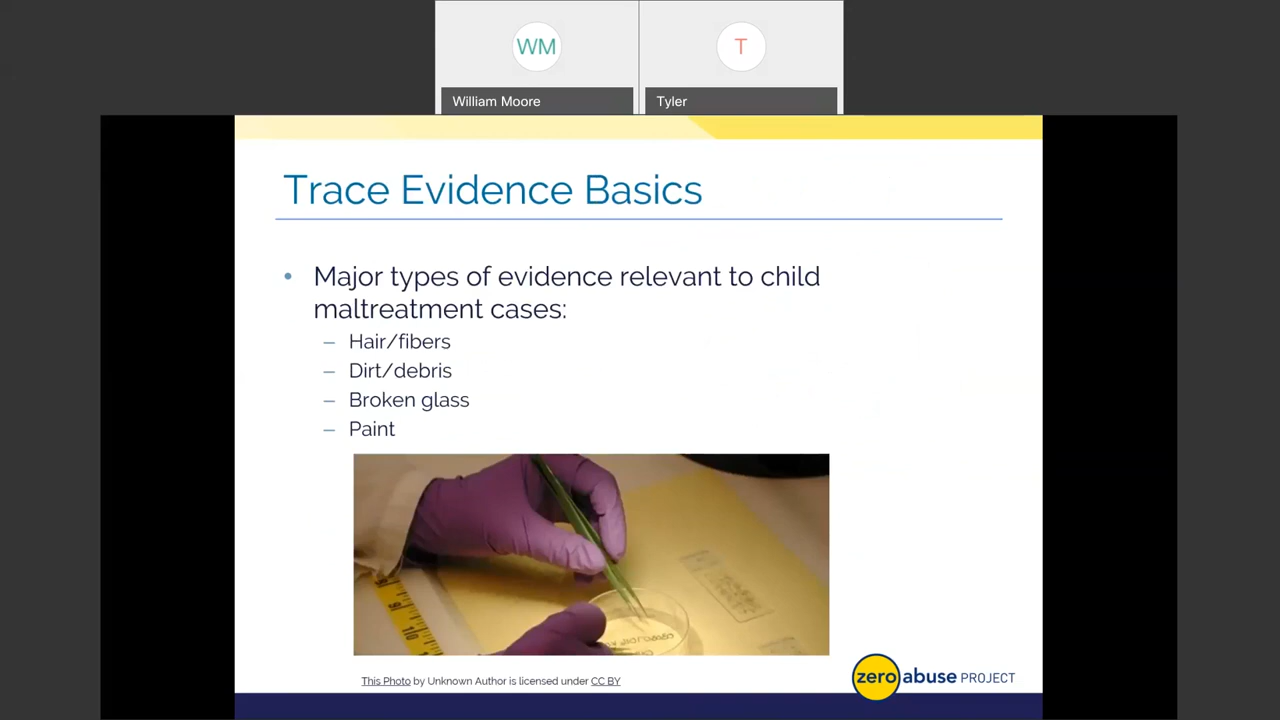 WM
T
William Moore
Tyler
Trace Evidence Basics
• Major types of evidence relevant to child
maltreatment cases:
– Hair/fibers
– Dirt/debris
– Broken glass
– Paint
This Photo by Unknown Author is licensed under CC BY
zero abuse PROJECT